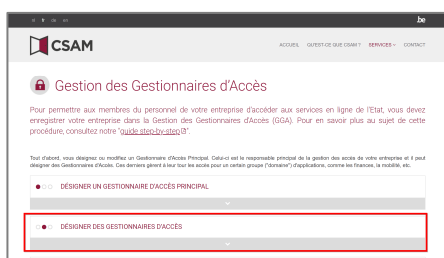 nl fr de en
.be
CSAM
ACCUEIL QU'EST-CE QUE CSAM ? SERVICES CONTACT
Gestion des Gestionnaires d'Accès
Pour permettre aux membres du personnel de votre entreprise d'accéder aux services en ligne de l'Etat, vous devez
enregistrer votre entreprise dans la Gestion des Gestionnaires d'Accès (GGA). Pour en savoir plus au sujet de cette
procédure, consultez notre "guide step-by-step".
Tout d'abord, vous désignez ou modifiez un Gestionnaire d'Accès Principal. Celui-ci est le responsable principal de la gestion des accès de votre entreprise et il peut
désigner des Gestionnaires d'Accès. Ces derniers gèrent à leur tour les accès pour un certain groupe ("domaine") d'applications, comme les finances, la mobilité, etc.
DÉSIGNER UN GESTIONNAIRE D'ACCÈS PRINCIPAL
DÉSIGNER DES GESTIONNAIRES D'ACCÈS